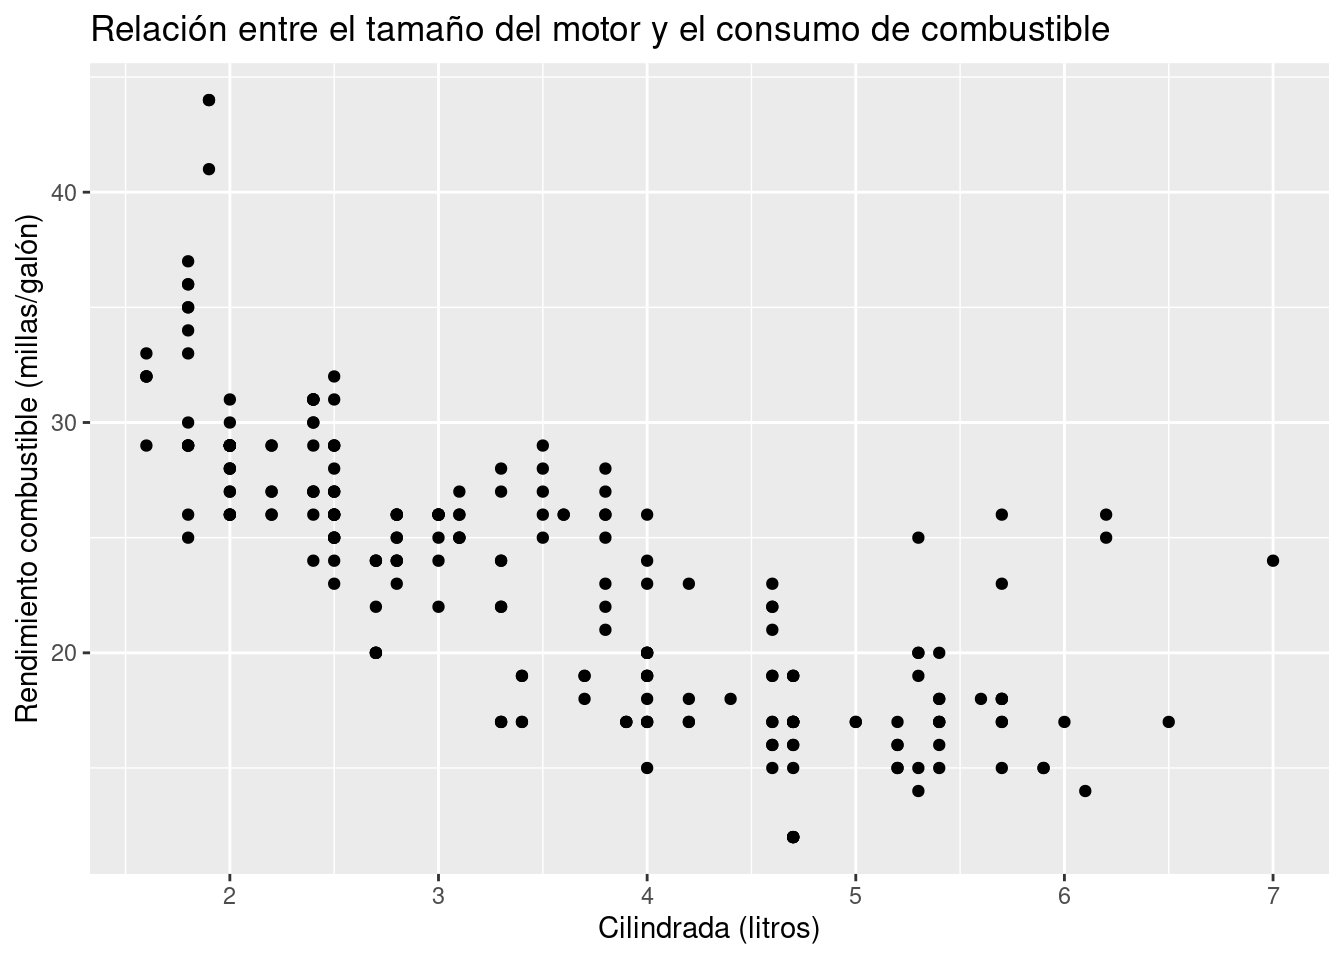 Relación entre el tamaño del motor y el consumo de combustible
Rendimiento combustible (millas/galón)
40
30
20
2 3 4 5 6 7
Cilindrada (litros)